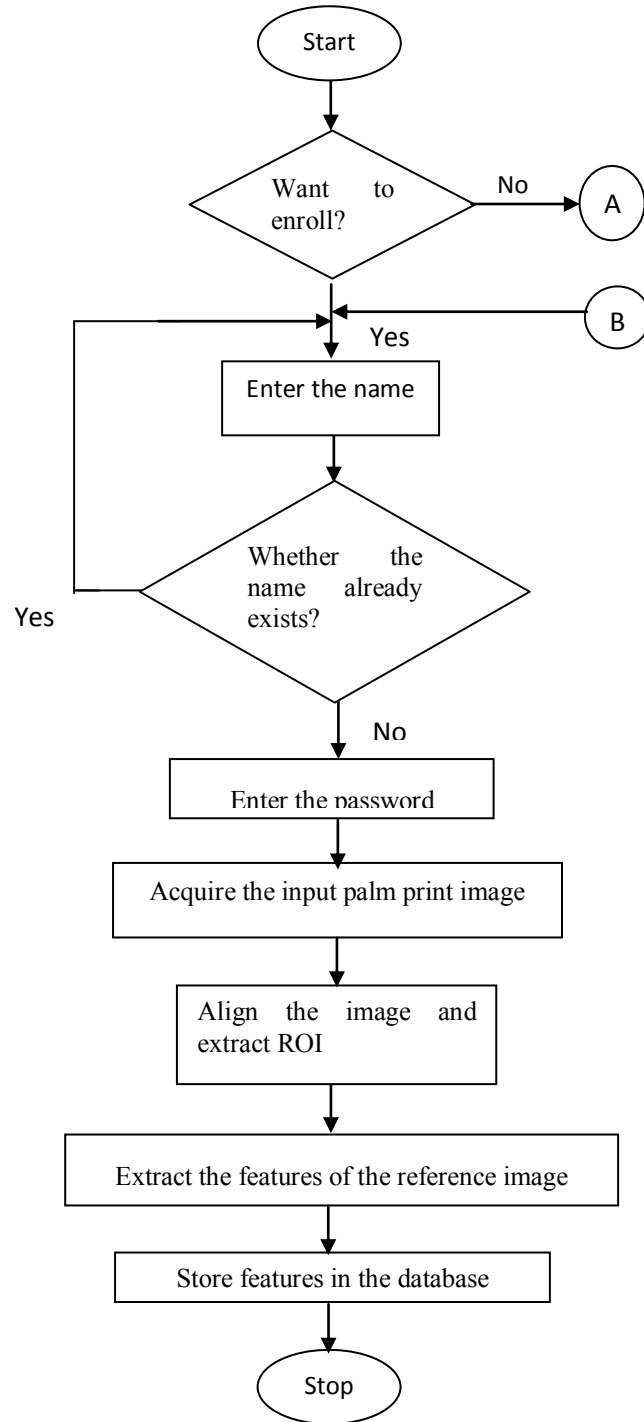 Start
Want to
enroll?
No
A
B
Yes
Enter the name
Whether the
name already
exists?
Yes
No
Enter the password
Acquire the input palm print image
Align the image and
extract ROI
Extract the features of the reference image
Store features in the database
Stop